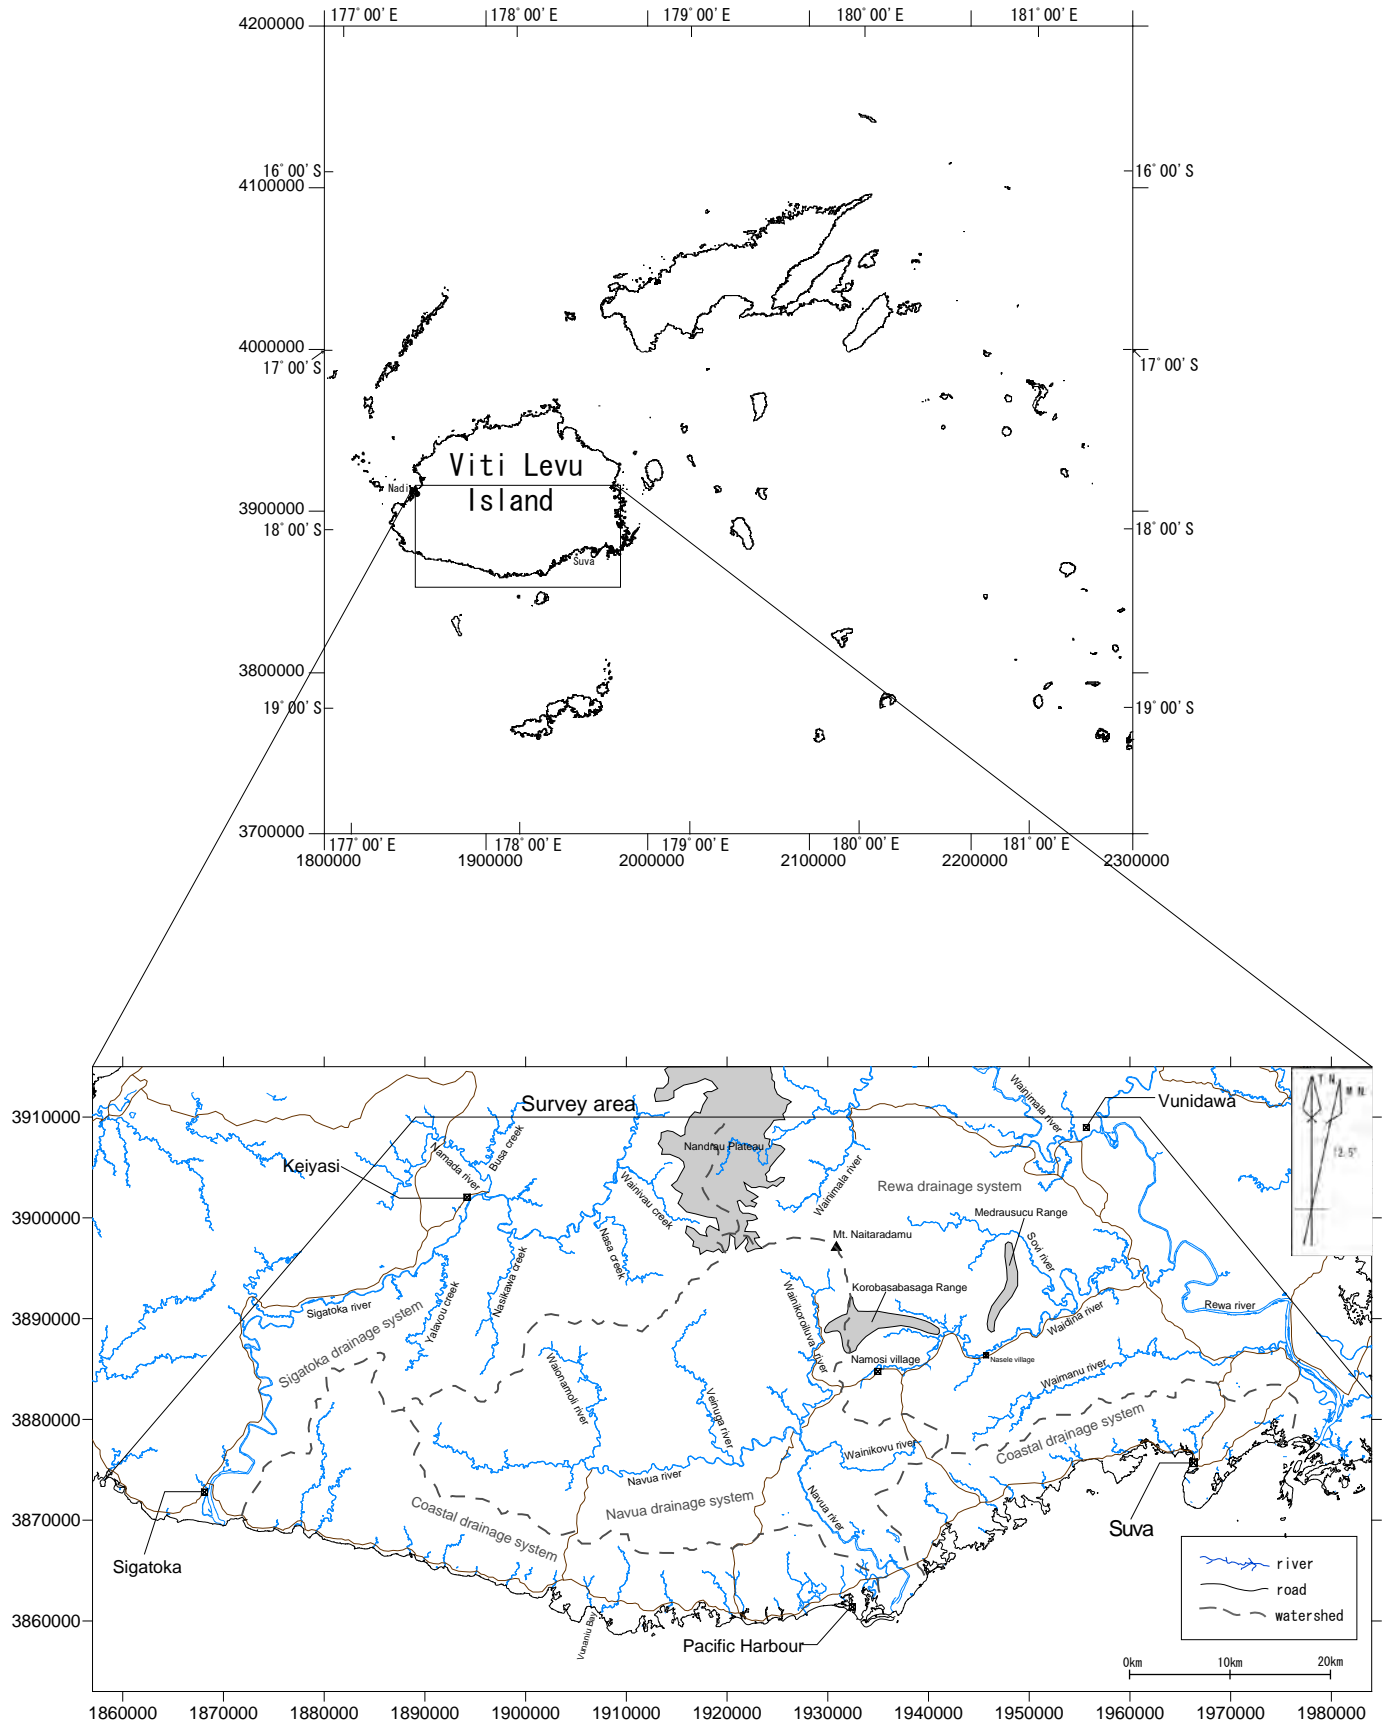 177°00'E 178°00'E 179°00'E 180°00'E 181°00'E
4200000
16°00'S 16°00'S
4100000
4000000
17°00'S 17°00'S
Viti Levu
Island
Nadi
3900000
18°00'S 18°00'S
Suva
3800000
19°00'S 19°00'S
3700000
177°00'E 178°00'E 179°00'E 180°00'E 181°00'E
1800000 1900000 2000000 2100000 2200000 2300000
T N
M N
Survey area
Vunidawa
3910000
Wainimala river
Busa creek
Namada river
Nandrau Plateau
Keiyasi
Wainivau creek
Wainimala river
Rewa drainage system
3900000
Medrausucu Range
Mt. Naitaradamu
Sovi river
Nasa creek
Nasikawa creek
Yalavou creek
Sigatoka river
Sigatoka drainage system
Wainikoroiluva river
Korobasabasaga Range
Rewa river
Waidina river
3890000
Namosi village
Nasele village
Waimanu river
Waionamoli river
Veinuga river
3880000
Coastal drainage system
Wainikovu river
Navua river
Navua drainage system
Navua river
Coastal drainage system
3870000
Suva
Sigatoka
river
road
watershed
3860000
Vunaniu Bay
Pacific Harbour
0km 10km 20km
1860000 1870000 1880000 1890000 1900000 1910000 1920000 1930000 1940000 1950000 1960000 1970000 1980000